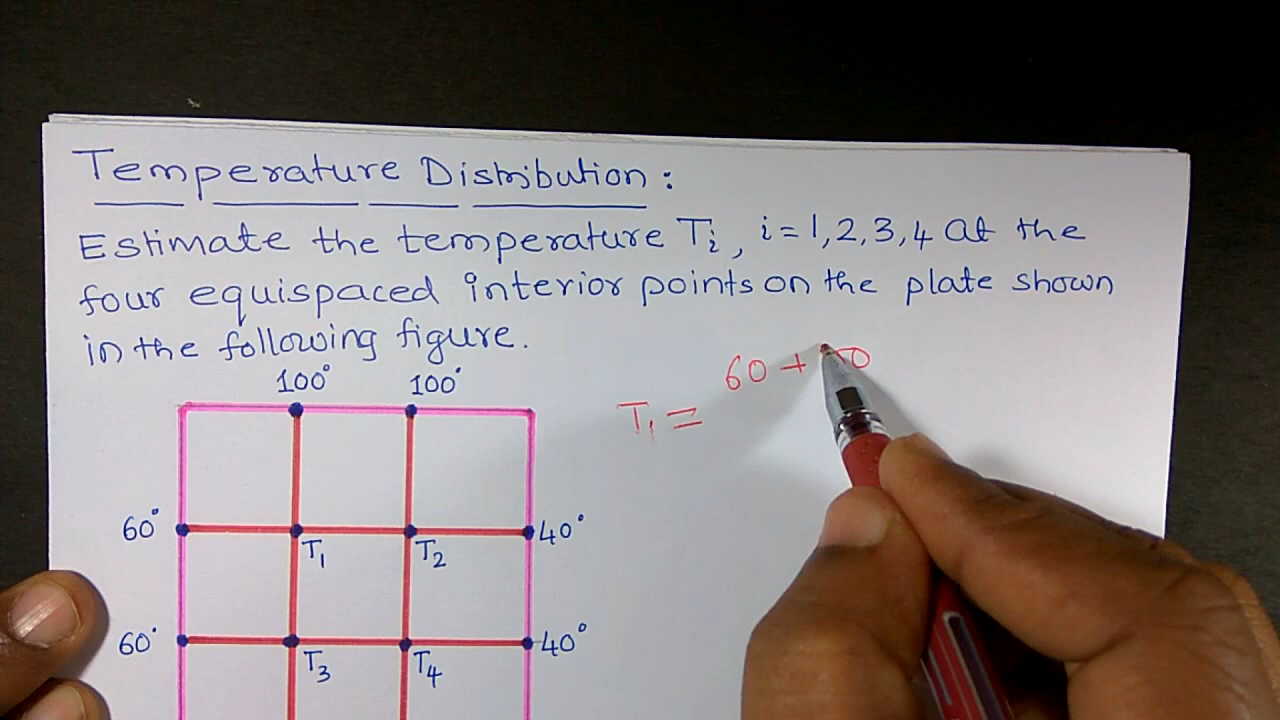 Temperature Distribution:
Estimate the temperature Tᵢ, i=1,2,3,4 at the
four equispaced interior points on the plate shown
in the following figure.
100° 100°
T₁ = 60 +
60° T₁ T₂ 40°
60° T₃ T₄ 40°